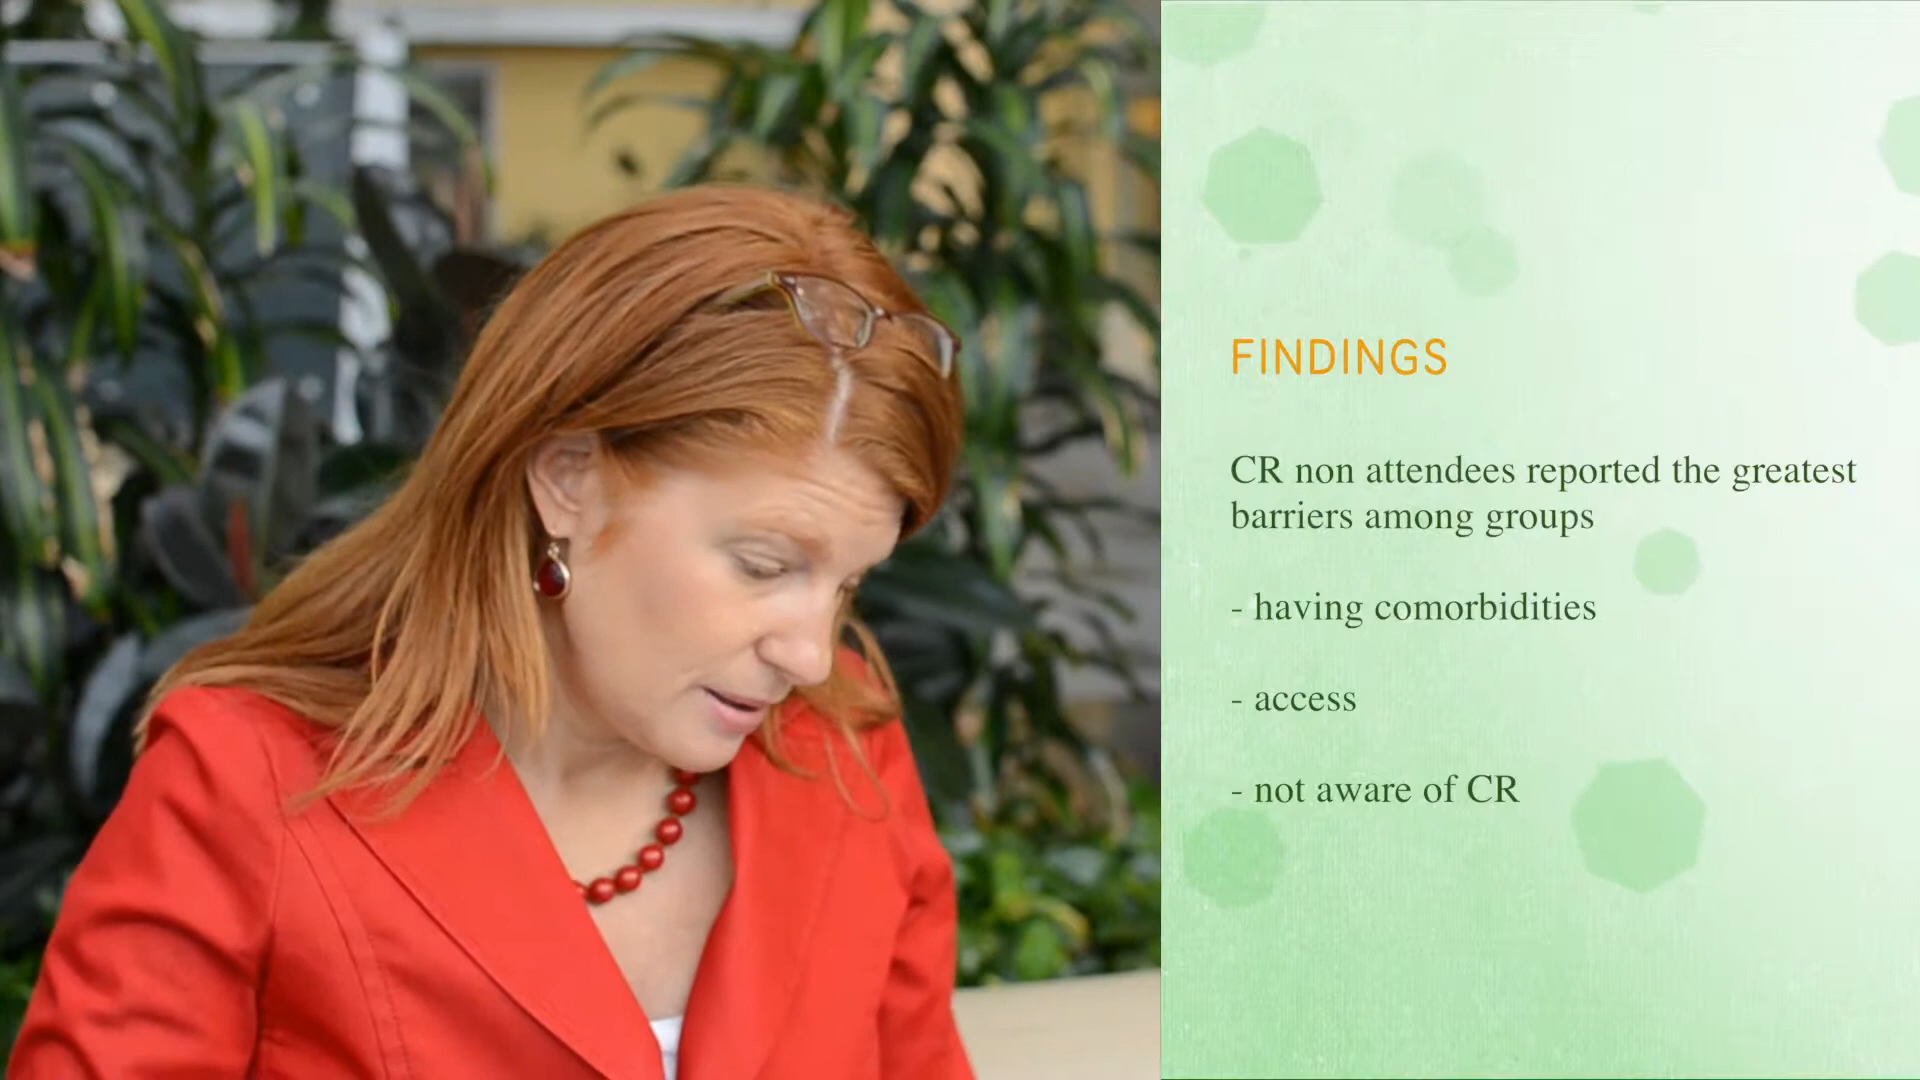 FINDINGS
CR non attendees reported the greatest
barriers among groups
- having comorbidities
- access
- not aware of CR